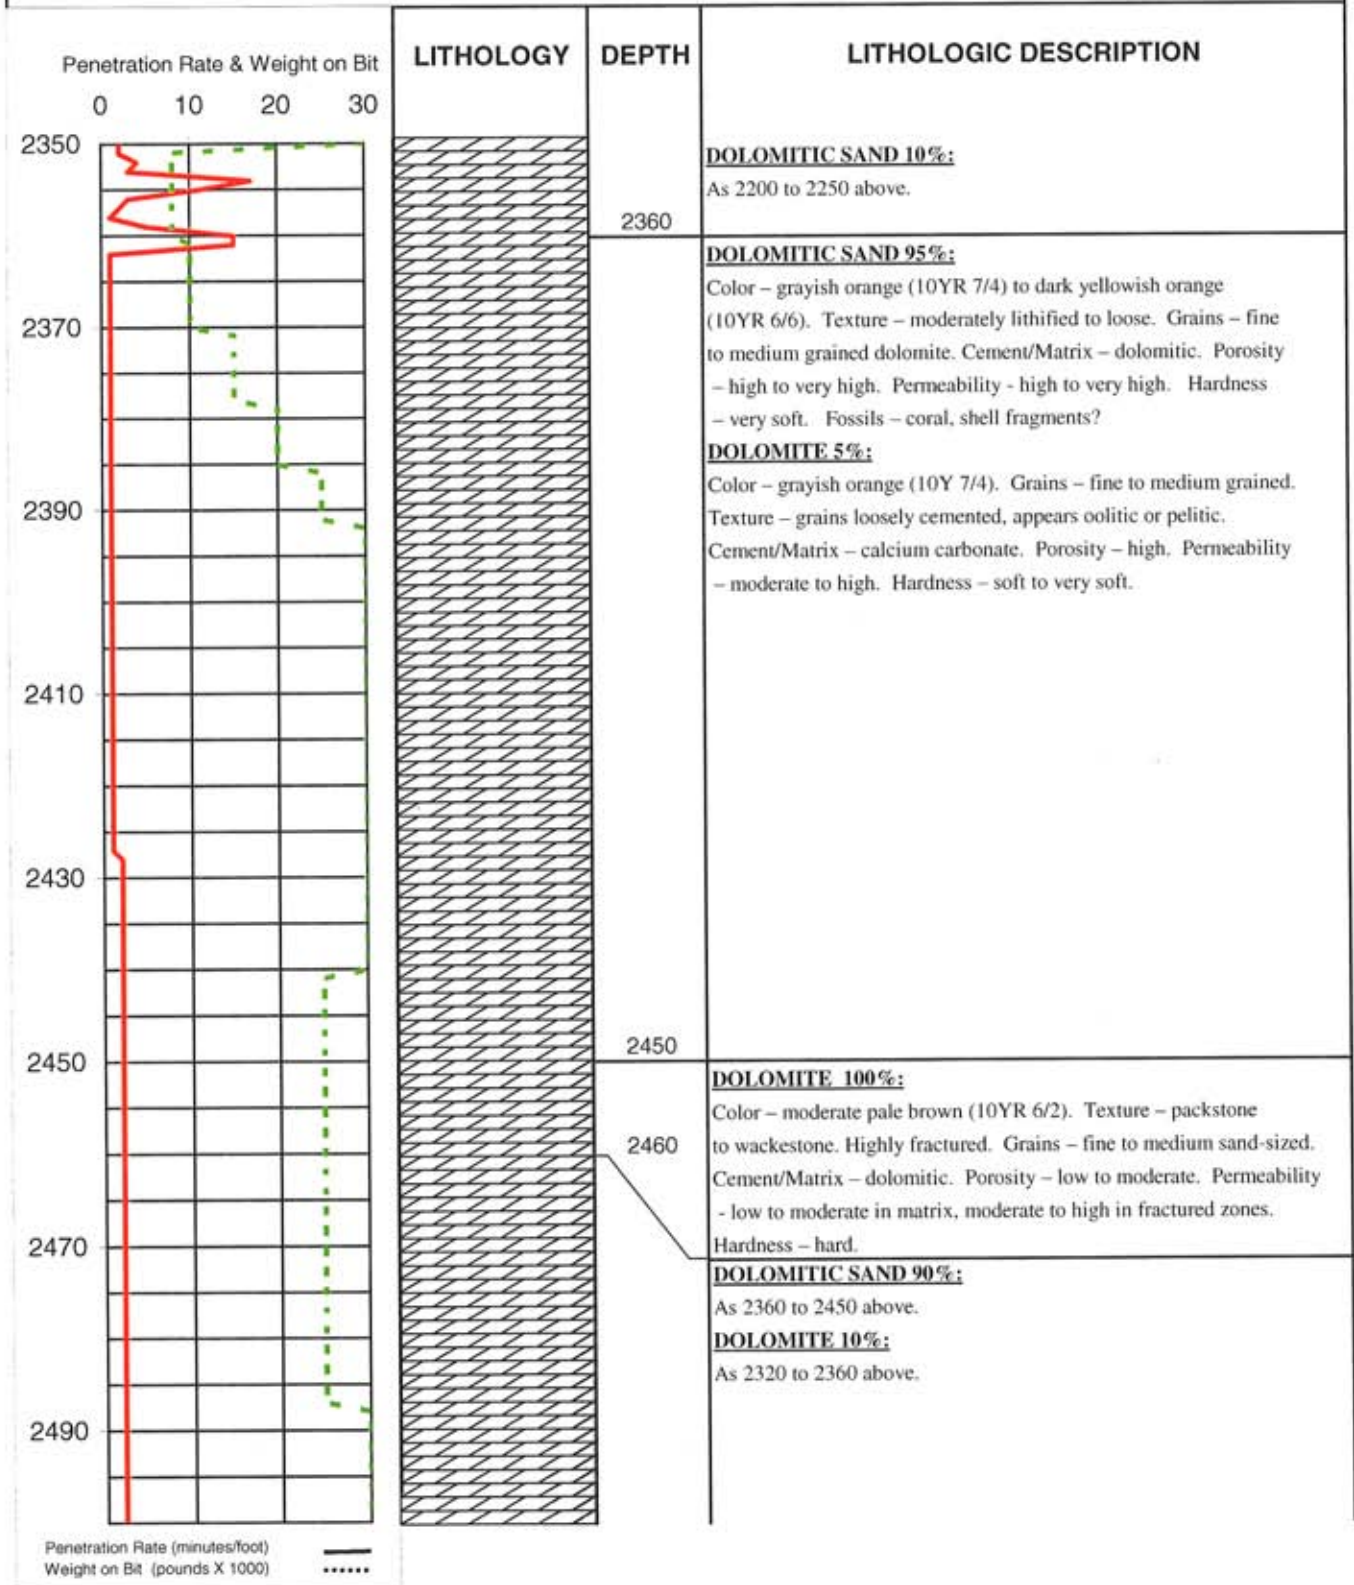 Penetration Rate & Weight on Bit
0 10 20 30
LITHOLOGY
DEPTH
LITHOLOGIC DESCRIPTION
2350
2370
2390
2410
2430
2450
2470
2490
2360
2450
2460
DOLOMITIC SAND 10%:
As 2200 to 2250 above.
DOLOMITIC SAND 95%:
Color – grayish orange (10YR 7/4) to dark yellowish orange
(10YR 6/6). Texture – moderately lithified to loose. Grains – fine
to medium grained dolomite. Cement/Matrix – dolomitic. Porosity
– high to very high. Permeability - high to very high. Hardness
– very soft. Fossils – coral, shell fragments?
DOLOMITE 5%:
Color – grayish orange (10Y 7/4). Grains – fine to medium grained.
Texture – grains loosely cemented, appears oolitic or pelitic.
Cement/Matrix – calcium carbonate. Porosity – high. Permeability
– moderate to high. Hardness – soft to very soft.
DOLOMITE 100%:
Color – moderate pale brown (10YR 6/2). Texture – packstone
to wackestone. Highly fractured. Grains – fine to medium sand-sized.
Cement/Matrix – dolomitic. Porosity – low to moderate. Permeability
- low to moderate in matrix, moderate to high in fractured zones.
Hardness – hard.
DOLOMITIC SAND 90%:
As 2360 to 2450 above.
DOLOMITE 10%:
As 2320 to 2360 above.
Penetration Rate (minutes/foot)
Weight on Bit (pounds X 1000)